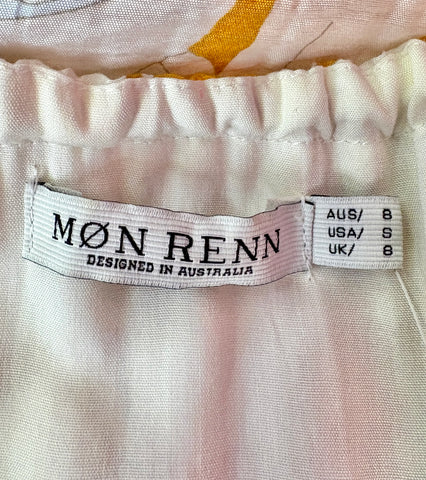 MØN RENN
DESIGNED IN AUSTRALIA
AUS/ 8
USA/ S
UK/ 8